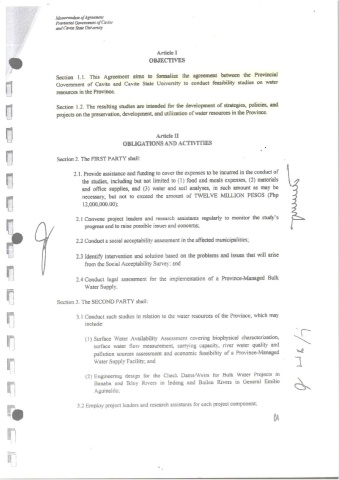 Memorandum of Agreement
Provincial Government of Cavite
and Cavite State University
Article I
OBJECTIVES
Section 1.1. This Agreement aims to formalize the agreement between the Provincial
Government of Cavite and Cavite State University to conduct feasibility studies on water
resources in the Province.
Section 1.2. The resulting studies are intended for the development of strategies, policies, and
projects on the preservation, development, and utilization of water resources in the Province.
Article II
OBLIGATIONS AND ACTIVITIES
Section 2. The FIRST PARTY shall:
2.1. Provide assistance and funding to cover the expenses to be incurred in the conduct of
the studies, including but not limited to (1) food and meals expenses, (2) materials
and office supplies, and (3) water and soil analyses, in such amount as may be
necessary, but not to exceed the amount of TWELVE MILLION PESOS (Php
12,000,000.00);
2.1 Convene project leaders and research assistants regularly to monitor the study's
progress and to raise possible issues and concerns;
2.2 Conduct a social acceptability assessment in the affected municipalities;
2.3 Identify intervention and solution based on the problems and issues that will arise
from the Social Acceptability Survey; and
2.4 Conduct legal assessment for the implementation of a Province-Managed Bulk
Water Supply.
Section 3. The SECOND PARTY shall:
3.1 Conduct such studies in relation to the water resources of the Province, which may
include:
(1) Surface Water Availability Assessment covering biophysical characterization,
surface water flow measurement, carrying capacity, river water quality and
pollution sources assessment and economic feasibility of a Province-Managed
Water Supply Facility; and
(2) Engineering design for the Check Dams/Weirs for Bulk Water Projects in
and Rivers in Indang and Rivers in General Emilio
Aguinaldo.
3.2 Employ project leaders and research assistants for each project component.